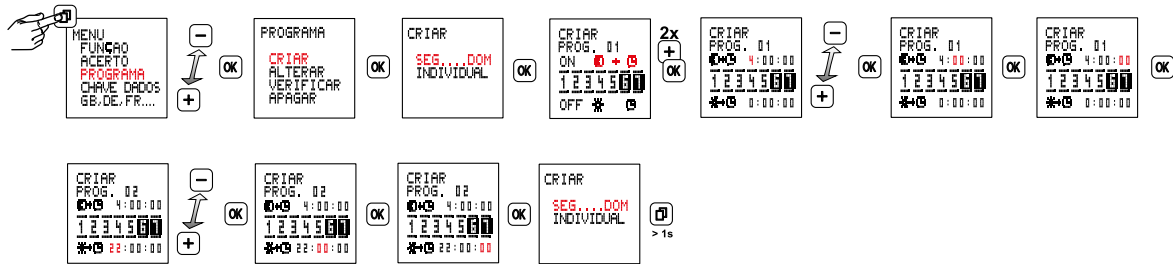 MENU
FUNÇAO
ACERTO
PROGRAMA
CHAVE DADOS
GB,DE,FR....
OK
PROGRAMA
CRIAR
ALTERAR
VERIFICAR
APAGAR
OK
CRIAR
SEG....DOM
INDIVIDUAL
OK
CRIAR
PROG. 01
ON +
1 2 3 4 5 6 7
OFF
2x
+
OK
CRIAR
PROG. 01
+ 4:00:00
1 2 3 4 5 6 7
+ 0:00:00
− +
OK
CRIAR
PROG. 01
+ 4:00:00
1 2 3 4 5 6 7
+ 0:00:00
OK
CRIAR
PROG. 01
+ 4:00:00
1 2 3 4 5 6 7
+ 0:00:00
OK
CRIAR
PROG. 02
+ 4:00:00
1 2 3 4 5 6 7
+ 22:00:00
− +
OK
CRIAR
PROG. 02
+ 4:00:00
1 2 3 4 5 6 7
+ 22:00:00
OK
CRIAR
PROG. 02
+ 4:00:00
1 2 3 4 5 6 7
+ 22:00:00
OK
CRIAR
SEG....DOM
INDIVIDUAL
> 1s